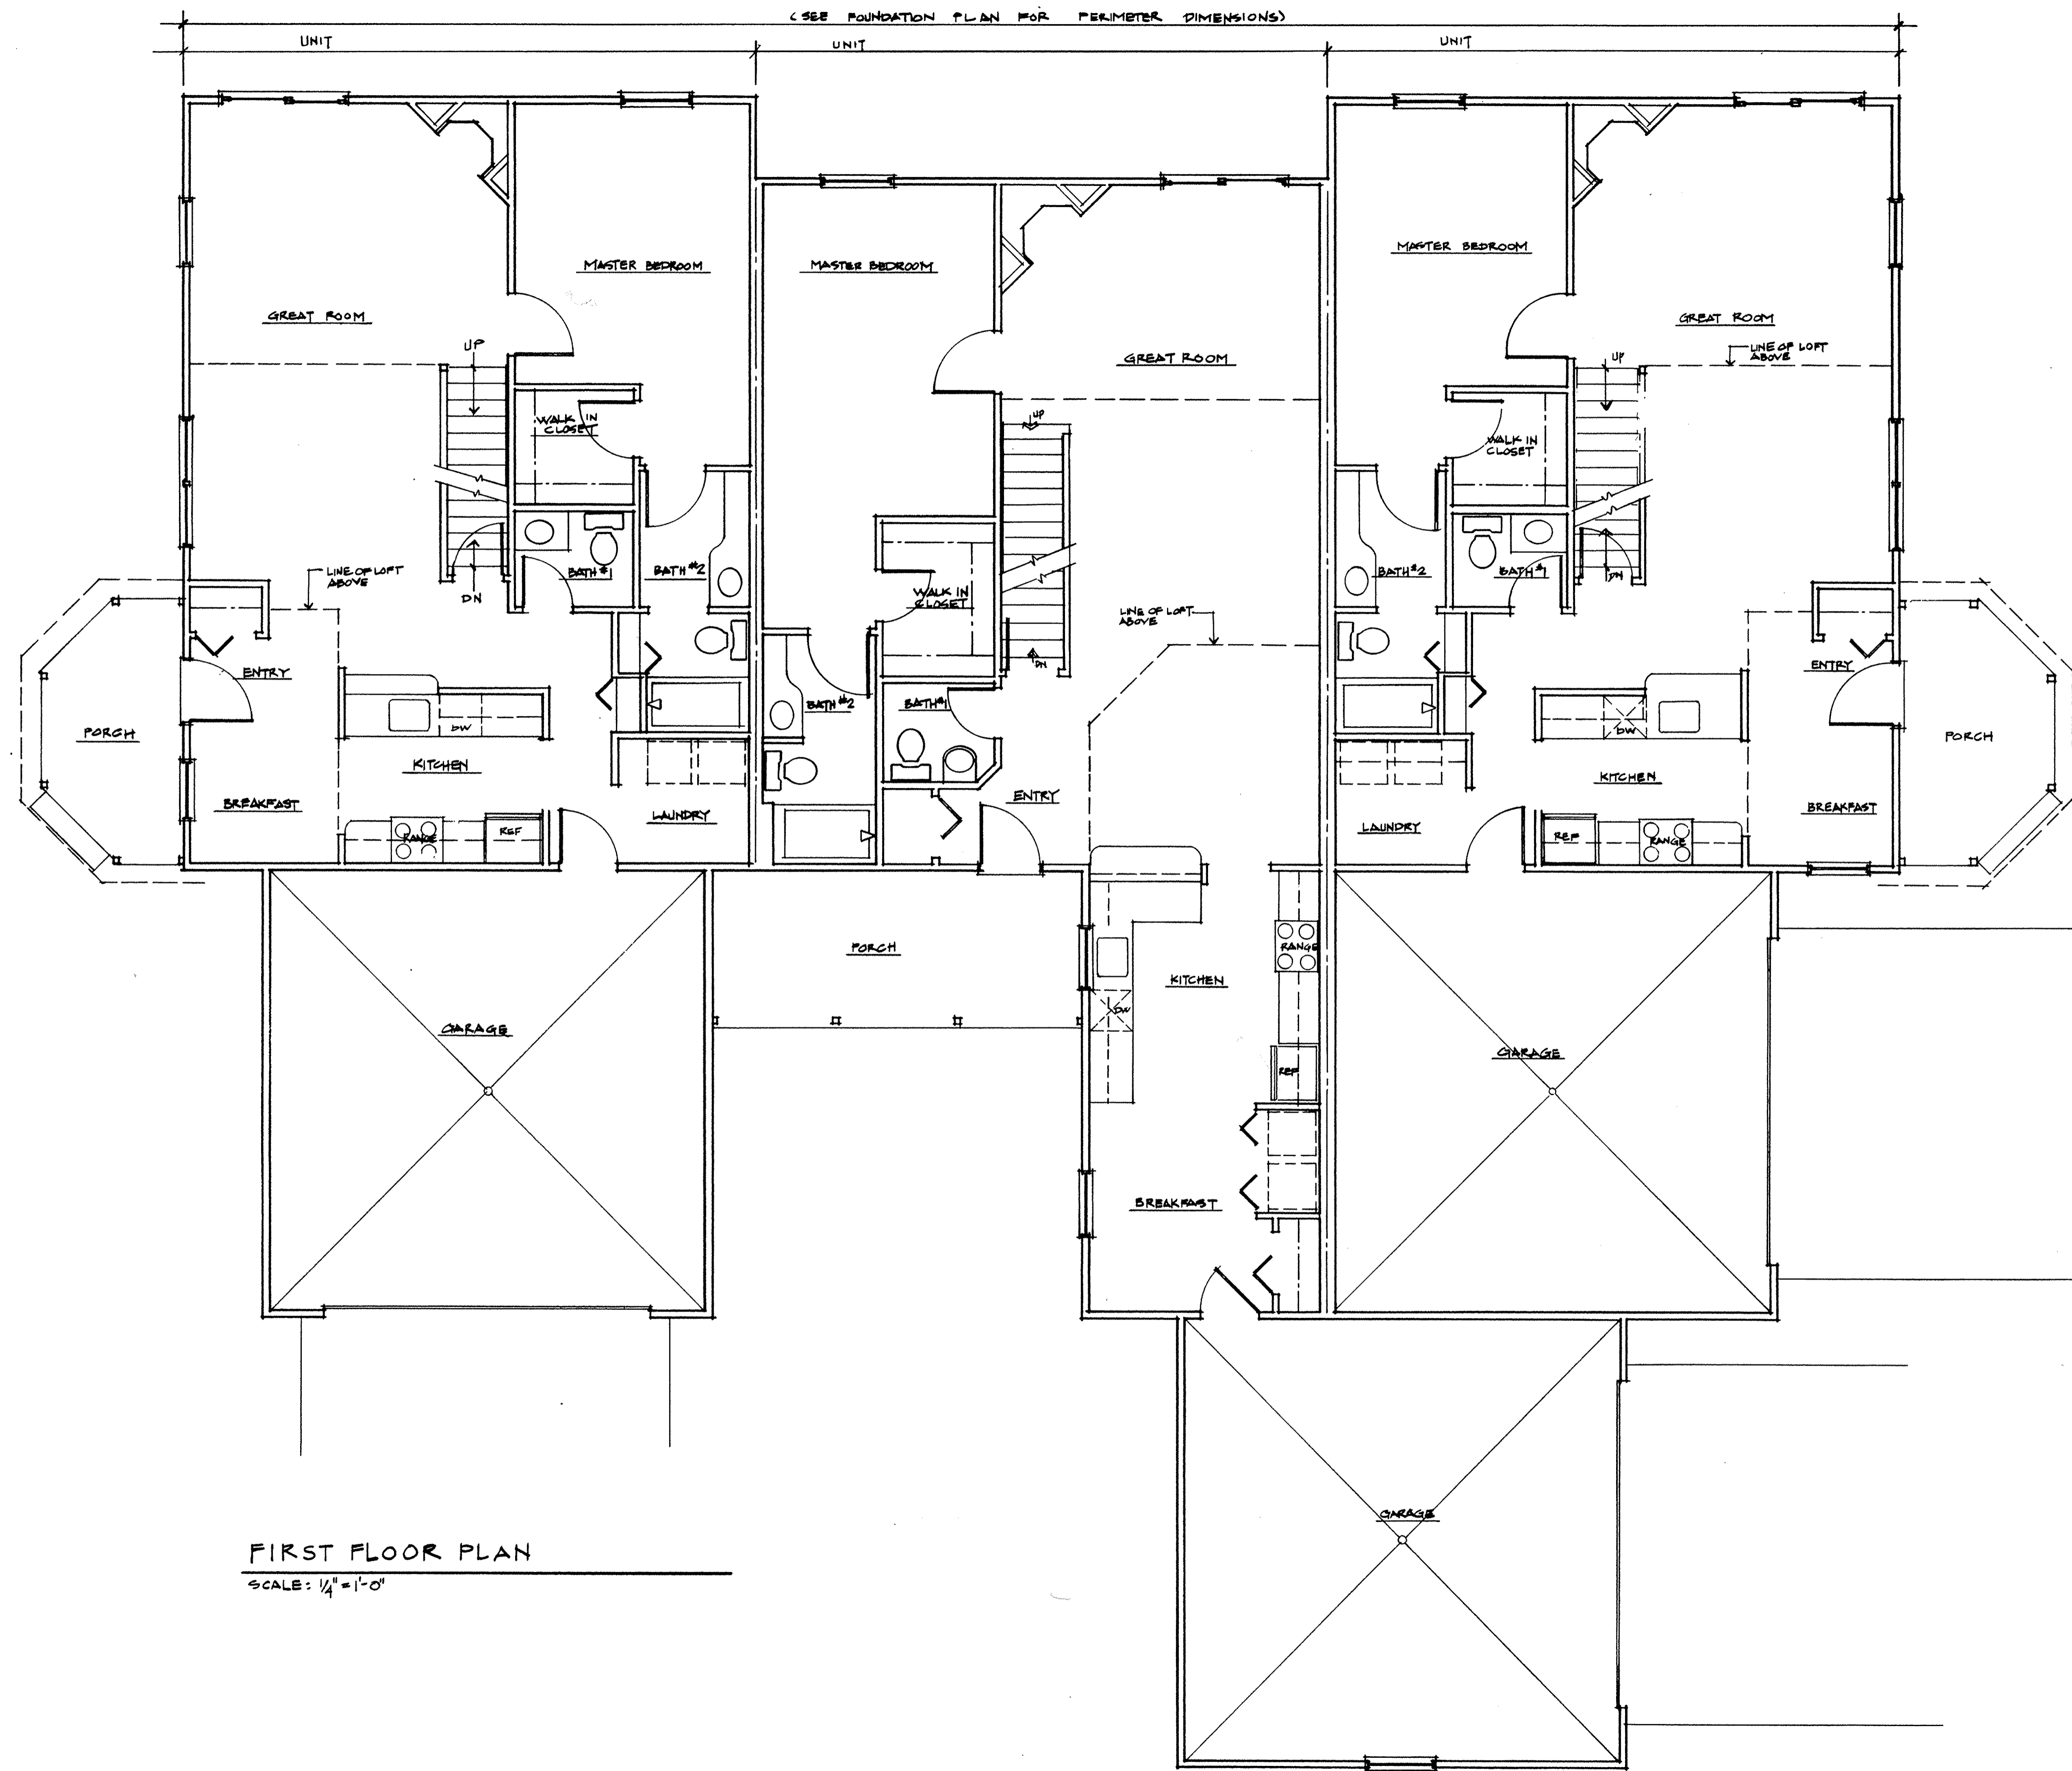 (SEE FOUNDATION PLAN FOR PERIMETER DIMENSIONS)
UNIT
UNIT
UNIT
MASTER BEDROOM
MASTER BEDROOM
MASTER BEDROOM
GREAT ROOM
GREAT ROOM
GREAT ROOM
UP
UP
LINE OF LOFT
ABOVE
UP
WALK IN
CLOSET
WALK IN
CLOSET
BATH #1
BATH #2
BATH #2
BATH #1
LINE OF LOFT
ABOVE
DN
DN
WALK IN
CLOSET
LINE OF LOFT
ABOVE
DN
ENTRY
ENTRY
BATH #2
BATH #1
PORCH
DW
DW
PORCH
KITCHEN
KITCHEN
BREAKFAST
ENTRY
BREAKFAST
LAUNDRY
LAUNDRY
RANGE
REF
REF
RANGE
PORCH
RANGE
KITCHEN
DW
GARAGE
GARAGE
REF
BREAKFAST
GARAGE
FIRST FLOOR PLAN
SCALE: 1/4" = 1'-0"